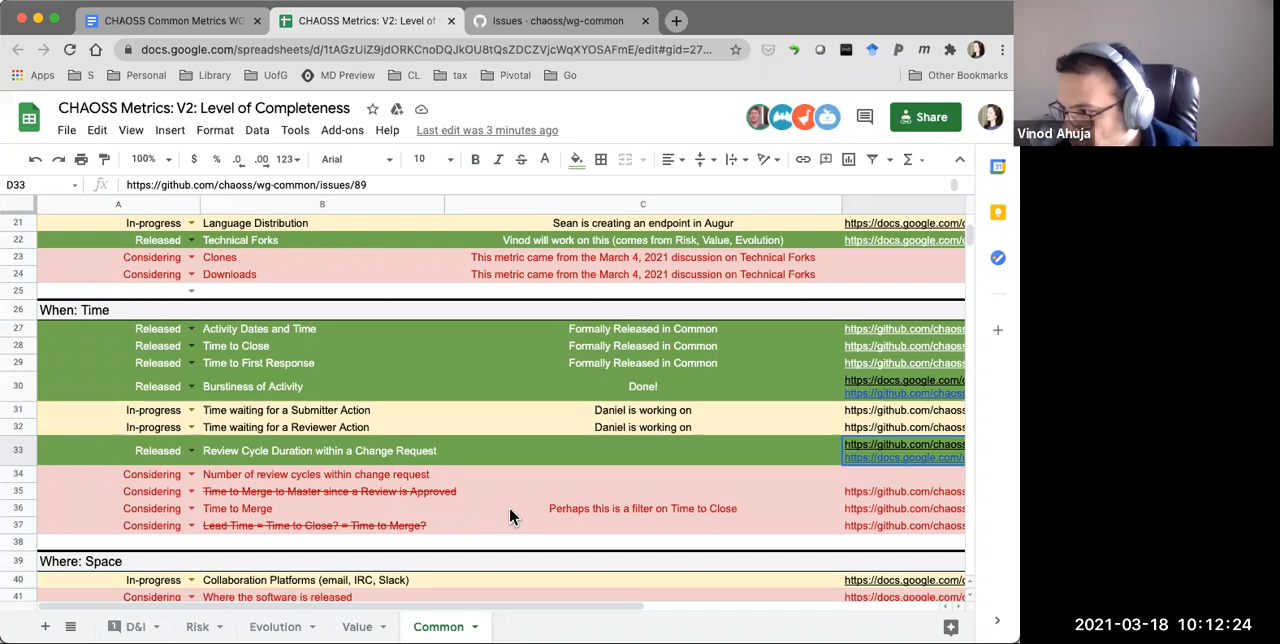 CHAOSS Common Metrics WG
CHAOSS Metrics: V2: Level of
Issues · chaoss/wg-common
docs.google.com/spreadsheets/d/1tAGzUiZ9jdORKCnoDQJkOU8tQsZDCZVjcWqXYOSAFmE/edit#gid=27...
Apps S Personal Library UofG MD Preview CL tax Pivotal Go Other Bookmarks
CHAOSS Metrics: V2: Level of Completeness
File Edit View Insert Format Data Tools Add-ons Help Last edit was 3 minutes ago
Share
100% $ % .0 .00 123 Arial 10 B I S A
D33 fx https://github.com/chaoss/wg-common/issues/89
A B C
21 In-progress Language Distribution Sean is creating an endpoint in Augur https://docs.google.com/
22 Released Technical Forks Vinod will work on this (comes from Risk, Value, Evolution) https://docs.google.com/
23 Considering Clones This metric came from the March 4, 2021 discussion on Technical Forks
24 Considering Downloads This metric came from the March 4, 2021 discussion on Technical Forks
25
26 When: Time
27 Released Activity Dates and Time Formally Released in Common https://github.com/chaoss
28 Released Time to Close Formally Released in Common https://github.com/chaoss
29 Released Time to First Response Formally Released in Common https://github.com/chaoss
30 Released Burstiness of Activity Done! https://docs.google.com/
https://github.com/chaoss
31 In-progress Time waiting for a Submitter Action Daniel is working on https://github.com/chaoss
32 In-progress Time waiting for a Reviewer Action Daniel is working on https://github.com/chaoss
33 Released Review Cycle Duration within a Change Request https://github.com/chaoss
https://docs.google.com/
34 Considering Number of review cycles within change request
35 Considering Time to Merge to Master since a Review is Approved https://github.com/chaoss
36 Considering Time to Merge Perhaps this is a filter on Time to Close https://github.com/chaoss
37 Considering Lead Time = Time to Close? = Time to Merge? https://github.com/chaoss
38
39 Where: Space
40 In-progress Collaboration Platforms (email, IRC, Slack) https://docs.google.com/
41 Considering Where the software is released
1 D&I Risk Evolution Value Common
Vinod Ahuja
31
2021-03-18 10:12:24